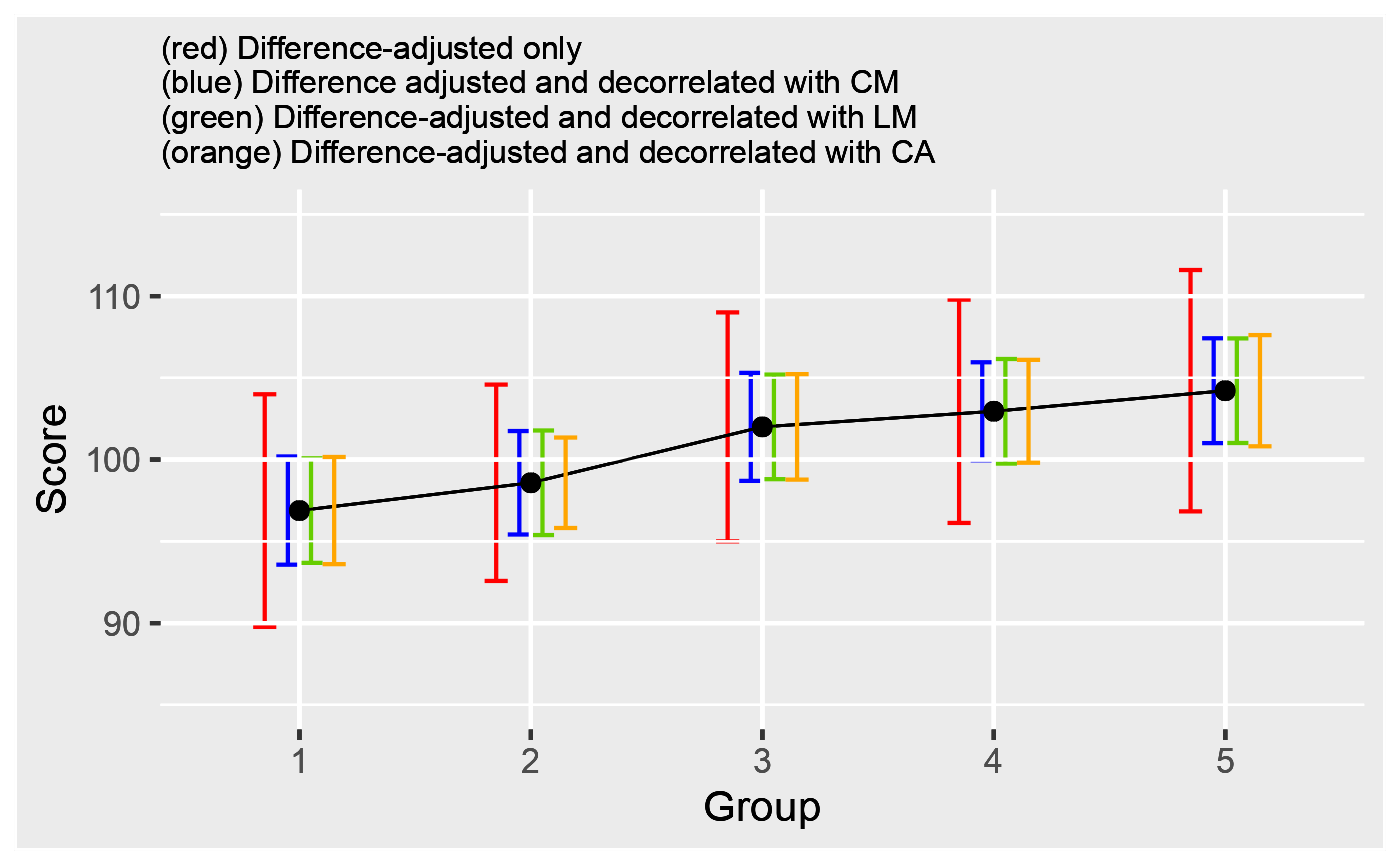 (red) Difference-adjusted only
(blue) Difference adjusted and decorrelated with CM
(green) Difference-adjusted and decorrelated with LM
(orange) Difference-adjusted and decorrelated with CA
110
100
90
Score
1 2 3 4 5
Group